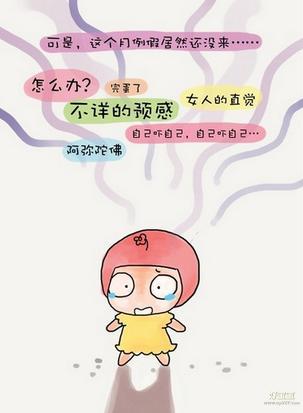 可是，这个月例假居然还没来……
怎么办？
完蛋了
不详的预感
女人的直觉
自己吓自己，自己吓自己…
阿弥陀佛